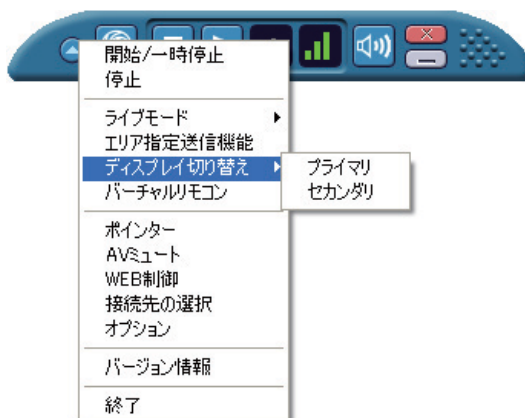 開始/一時停止
停止
ライブモード
エリア指定送信機能
ディスプレイ切り替え
プライマリ
セカンダリ
バーチャルリモコン
ポインター
AVミュート
WEB制御
接続先の選択
オプション
バージョン情報
終了